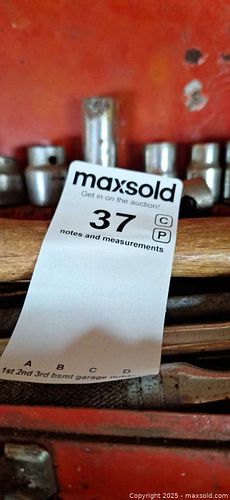 maxsold
Get in on the auction!
37
C
P
notes and measurements
A B C D
1st 2nd 3rd bsmt garage
Copyright 2025 - maxsold.com